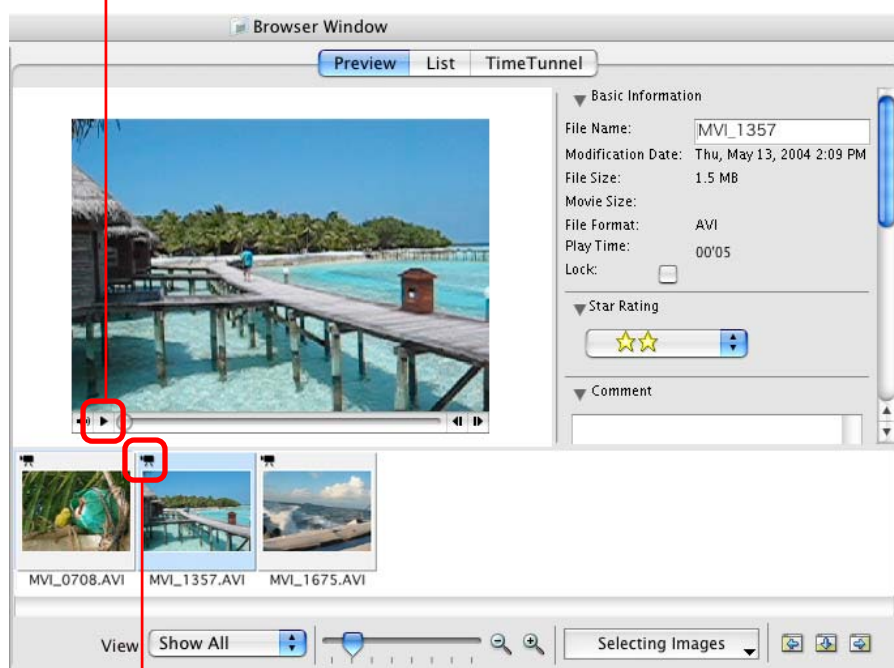 Browser Window
Preview List TimeTunnel
Basic Information
File Name: MVI_1357
Modification Date: Thu, May 13, 2004 2:09 PM
File Size: 1.5 MB
Movie Size:
File Format: AVI
Play Time: 00'05
Lock:
Star Rating
Comment
MVI_0708.AVI MVI_1357.AVI MVI_1675.AVI
View Show All Selecting Images